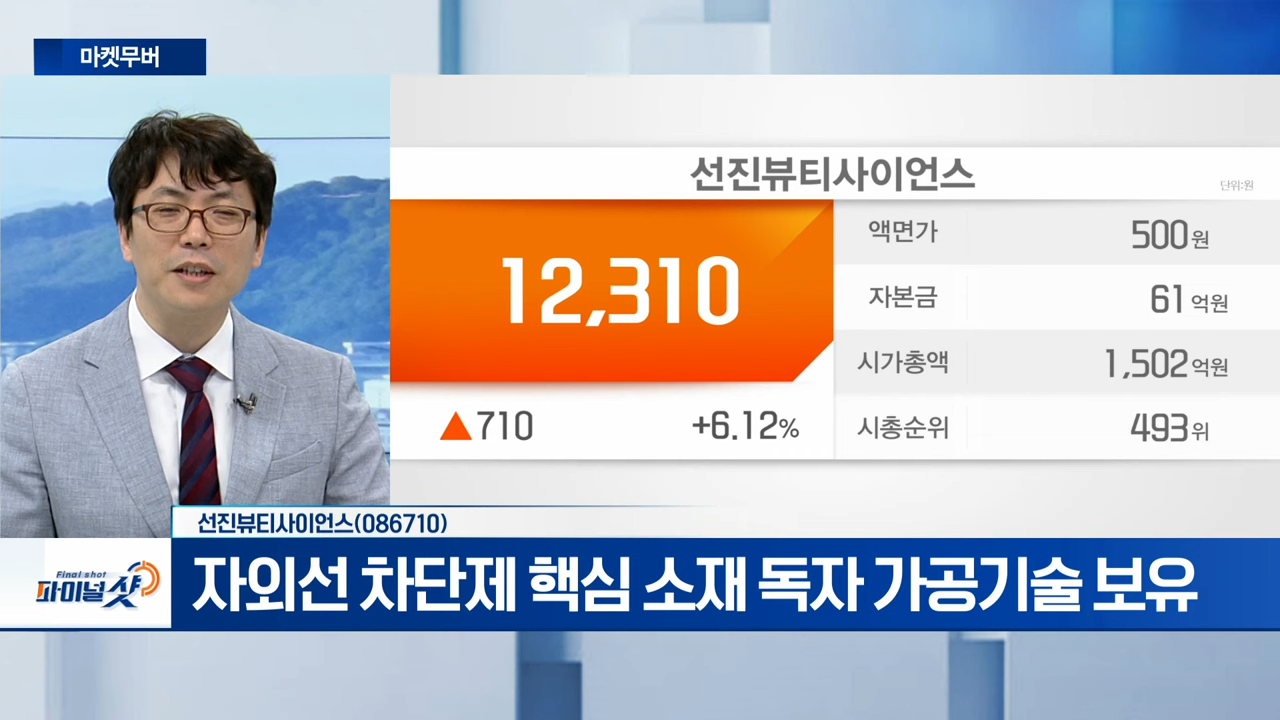 마켓무버
선진뷰티사이언스
단위:원
12,310
▲710 +6.12%
액면가 500원
자본금 61억원
시가총액 1,502억원
시총순위 493위
선진뷰티사이언스(086710)
Final shot
파이널샷
자외선 차단제 핵심 소재 독자 가공기술 보유